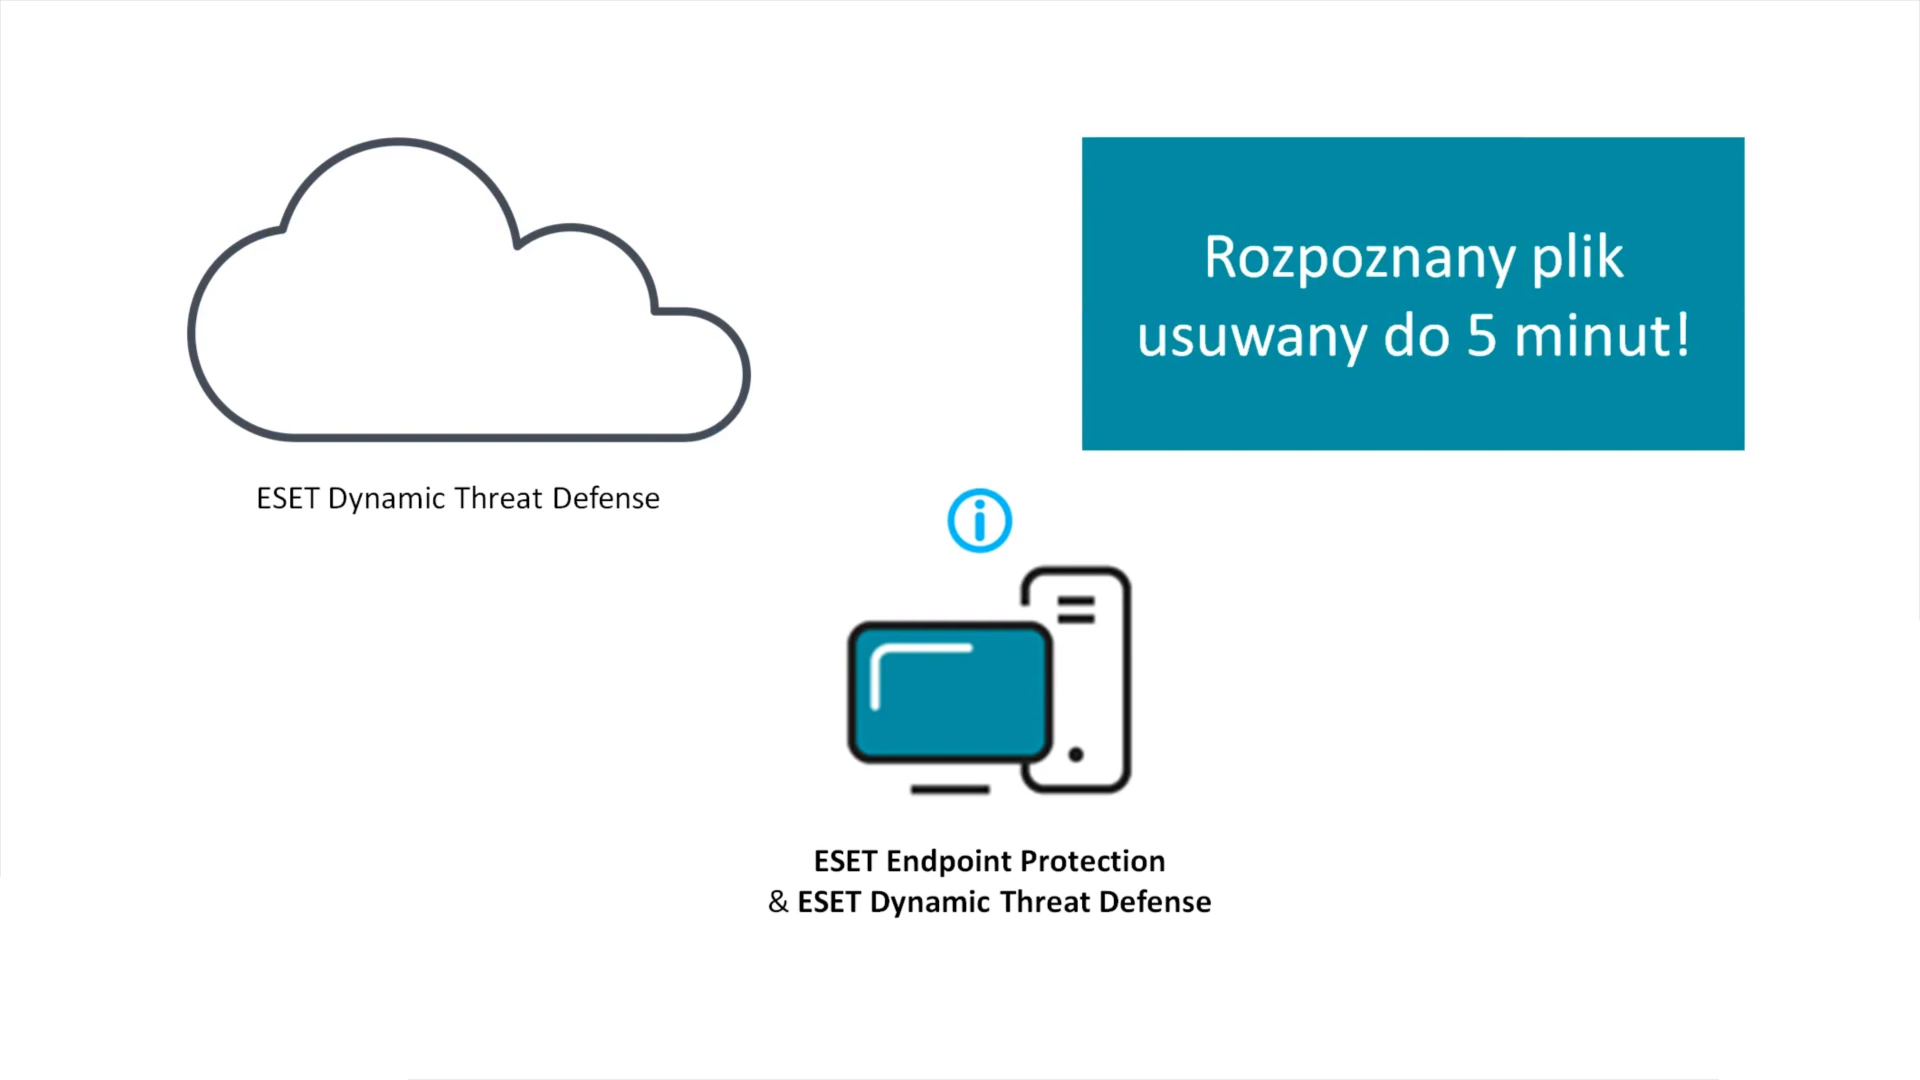 Rozpoznany plik
usuwany do 5 minut!
ESET Dynamic Threat Defense
ESET Endpoint Protection
& ESET Dynamic Threat Defense